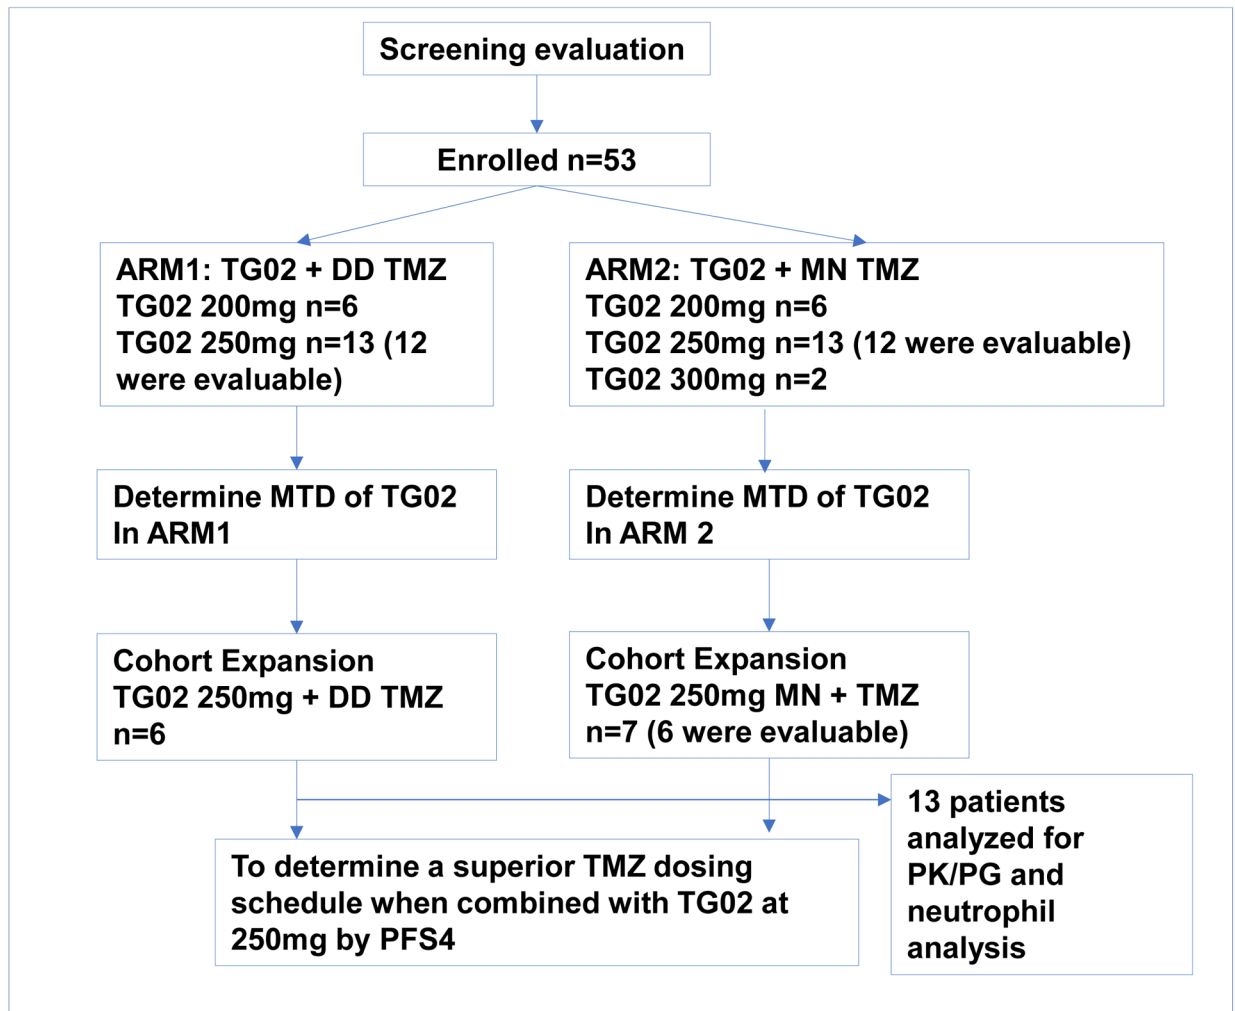 Screening evaluation
Enrolled n=53
ARM1: TG02 + DD TMZ
TG02 200mg n=6
TG02 250mg n=13 (12
were evaluable)
ARM2: TG02 + MN TMZ
TG02 200mg n=6
TG02 250mg n=13 (12 were evaluable)
TG02 300mg n=2
Determine MTD of TG02
In ARM1
Determine MTD of TG02
In ARM 2
Cohort Expansion
TG02 250mg + DD TMZ
n=6
Cohort Expansion
TG02 250mg MN + TMZ
n=7 (6 were evaluable)
13 patients
analyzed for
PK/PG and
neutrophil
analysis
To determine a superior TMZ dosing
schedule when combined with TG02 at
250mg by PFS4